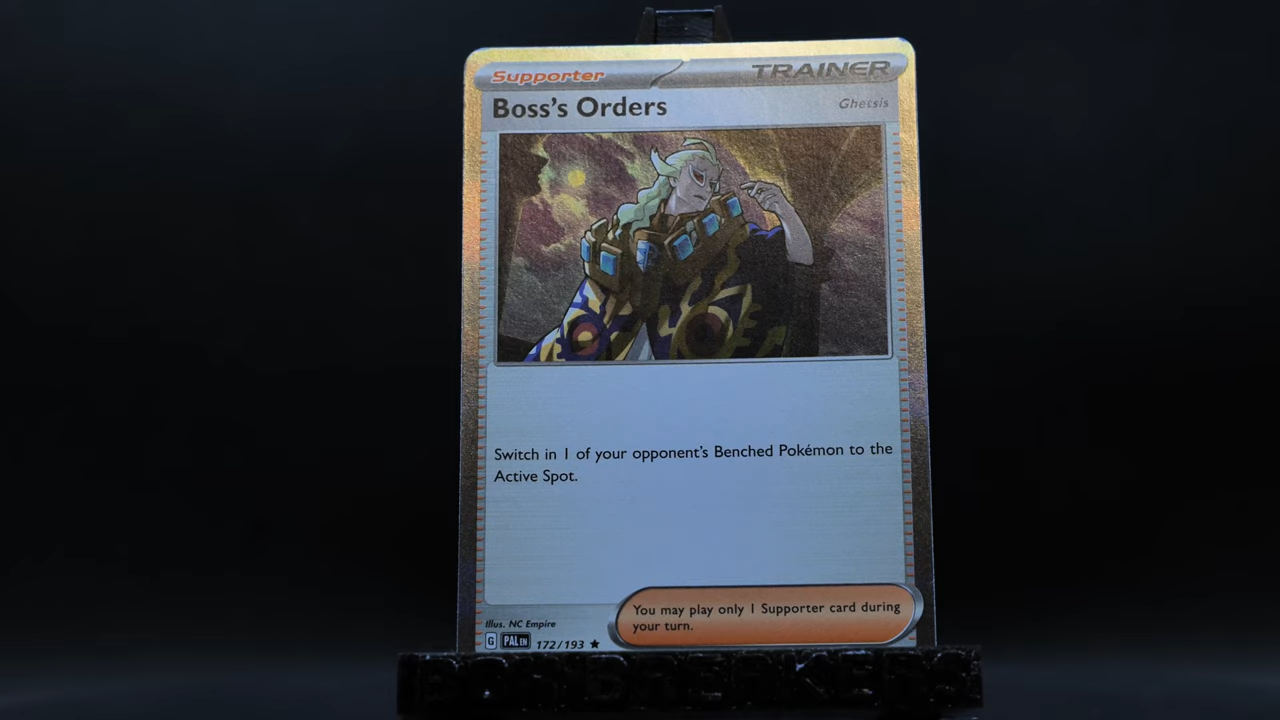 Supporter TRAINER
Boss's Orders Ghetsis
Switch in 1 of your opponent's Benched Pokémon to the
Active Spot.
You may play only 1 Supporter card during
your turn.
Illus. NC Empire
G PAL EN 172/193 ★